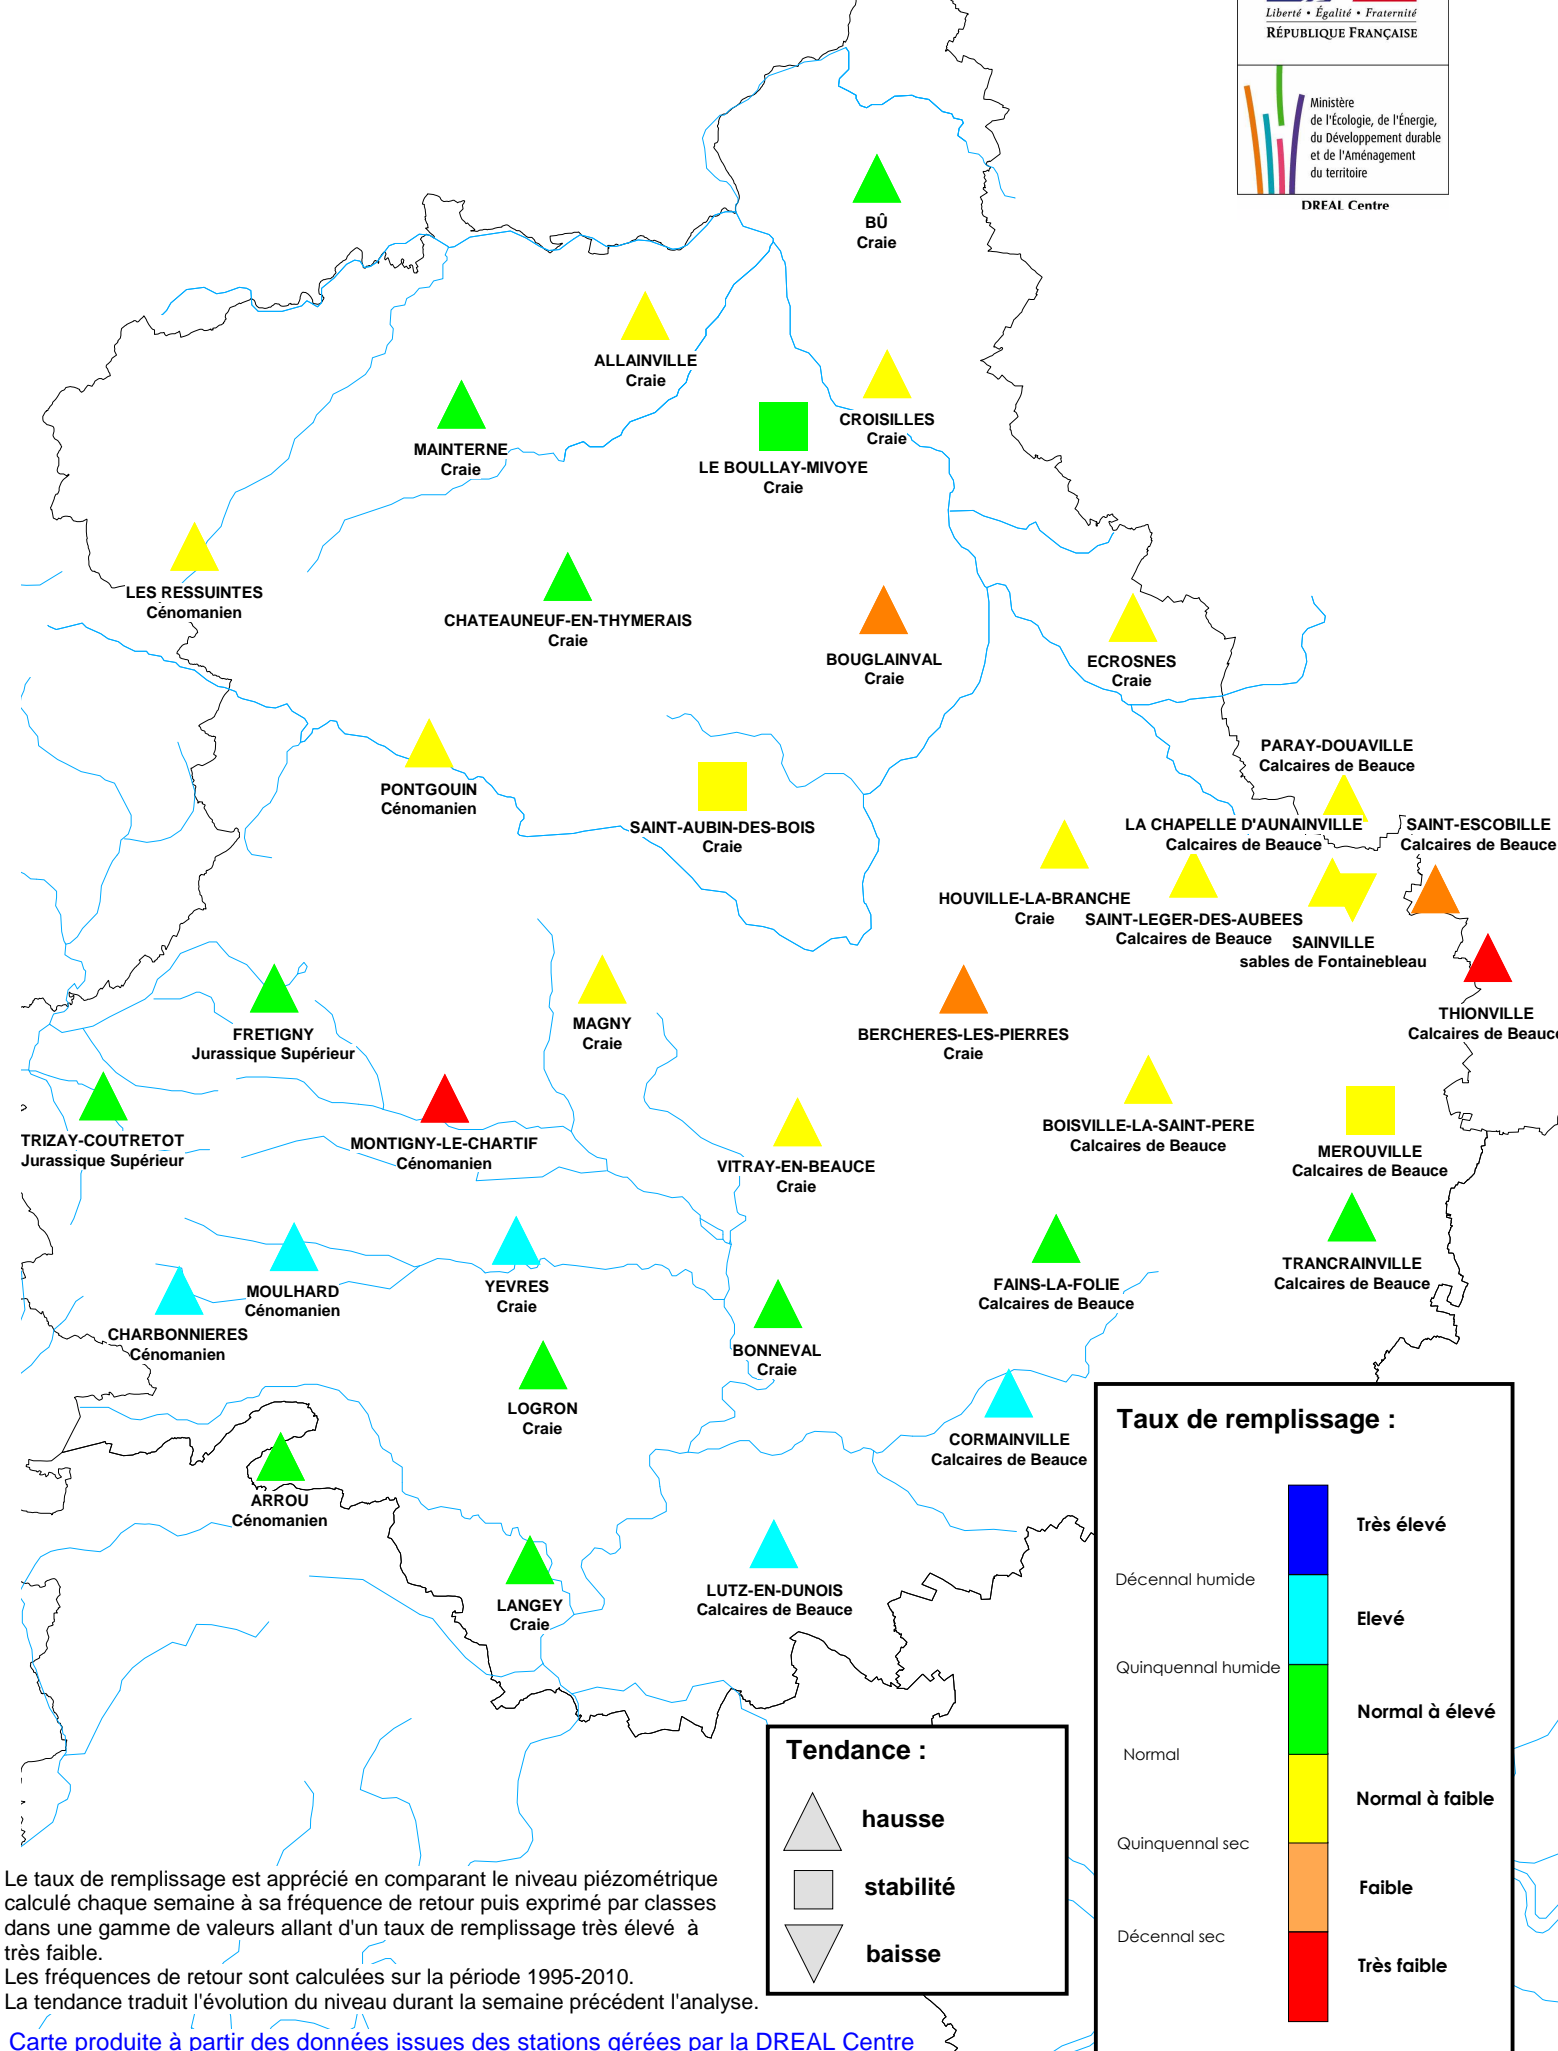 Liberté • Égalité • Fraternité
RÉPUBLIQUE FRANÇAISE
Ministère
de l'Écologie, de l'Énergie,
du Développement durable
et de l'Aménagement
du territoire
DREAL Centre
BÛ
Craie
ALLAINVILLE
Craie
CROISILLES
Craie
MAINTERNE
Craie
LE BOULLAY-MIVOYE
Craie
LES RESSUINTES
Cénomanien
CHATEAUNEUF-EN-THYMERAIS
Craie
BOUGLAINVAL
Craie
ECROSNES
Craie
PARAY-DOUAVILLE
Calcaires de Beauce
PONTGOUIN
Cénomanien
SAINT-AUBIN-DES-BOIS
Craie
LA CHAPELLE D'AUNAINVILLE
Calcaires de Beauce
SAINT-ESCOBILLE
Calcaires de Beauce
HOUVILLE-LA-BRANCHE
Craie
SAINT-LEGER-DES-AUBEES
Calcaires de Beauce
SAINVILLE
sables de Fontainebleau
THIONVILLE
Calcaires de Beauce
FRETIGNY
Jurassique Supérieur
MAGNY
Craie
BERCHERES-LES-PIERRES
Craie
TRIZAY-COUTRETOT
Jurassique Supérieur
MONTIGNY-LE-CHARTIF
Cénomanien
VITRAY-EN-BEAUCE
Craie
BOISVILLE-LA-SAINT-PERE
Calcaires de Beauce
MEROUVILLE
Calcaires de Beauce
MOULHARD
Cénomanien
YEVRES
Craie
FAINS-LA-FOLIE
Calcaires de Beauce
TRANCRAINVILLE
Calcaires de Beauce
CHARBONNIERES
Cénomanien
BONNEVAL
Craie
LOGRON
Craie
CORMAINVILLE
Calcaires de Beauce
ARROU
Cénomanien
LANGEY
Craie
LUTZ-EN-DUNOIS
Calcaires de Beauce
Taux de remplissage :
Très élevé
Décennal humide
Elevé
Quinquennal humide
Normal à élevé
Normal
Normal à faible
Quinquennal sec
Faible
Décennal sec
Très faible
Tendance :
hausse
stabilité
baisse
Le taux de remplissage est apprécié en comparant le niveau piézométrique
calculé chaque semaine à sa fréquence de retour puis exprimé par classes
dans une gamme de valeurs allant d'un taux de remplissage très élevé à
très faible.
Les fréquences de retour sont calculées sur la période 1995-2010.
La tendance traduit l'évolution du niveau durant la semaine précédent l'analyse.
Carte produite à partir des données issues des stations gérées par la DREAL Centre